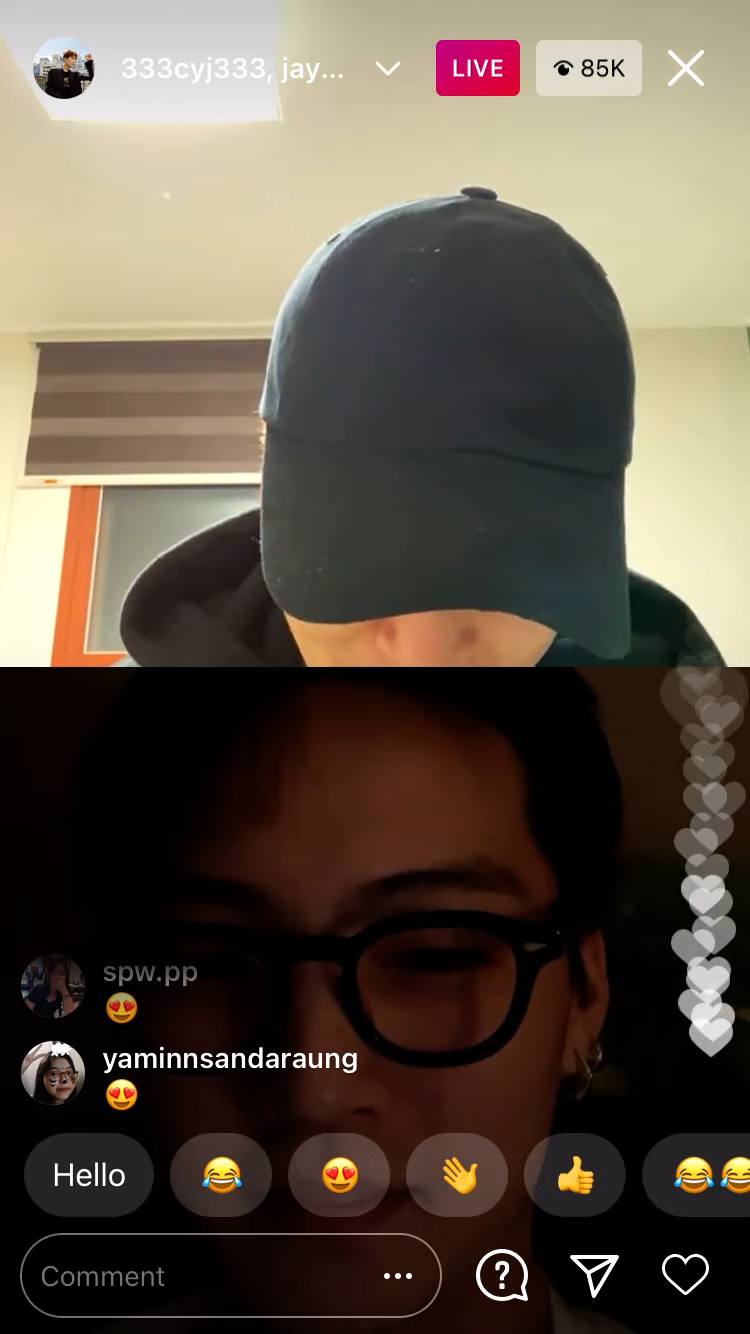 333cyj333, jay...
LIVE
85K
spw.pp
😍
yaminnsandaraung
😍
Hello 😂 😍 👋 👍 😂😂
Comment